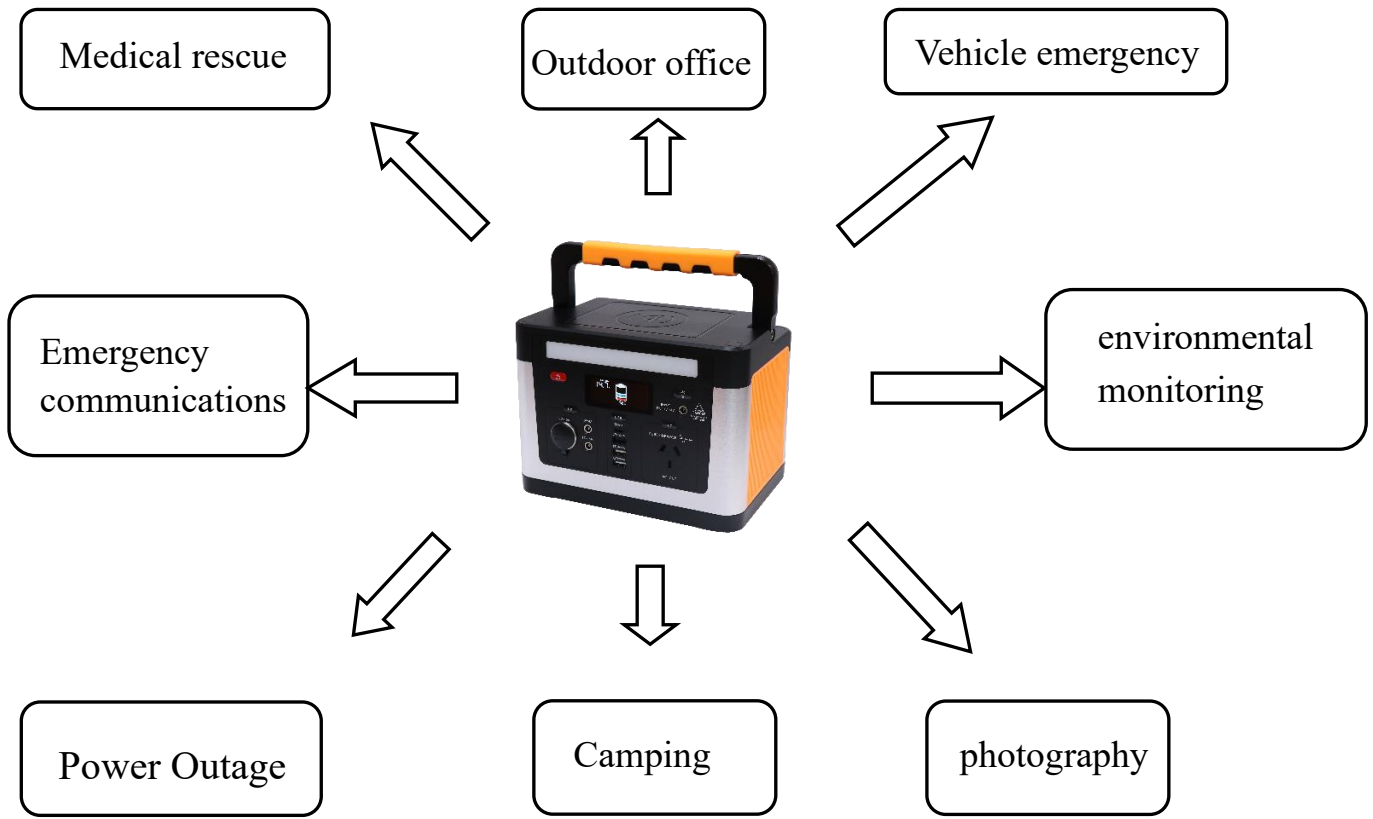 Medical rescue
Outdoor office
Vehicle emergency
Emergency
communications
environmental
monitoring
Power Outage
Camping
photography